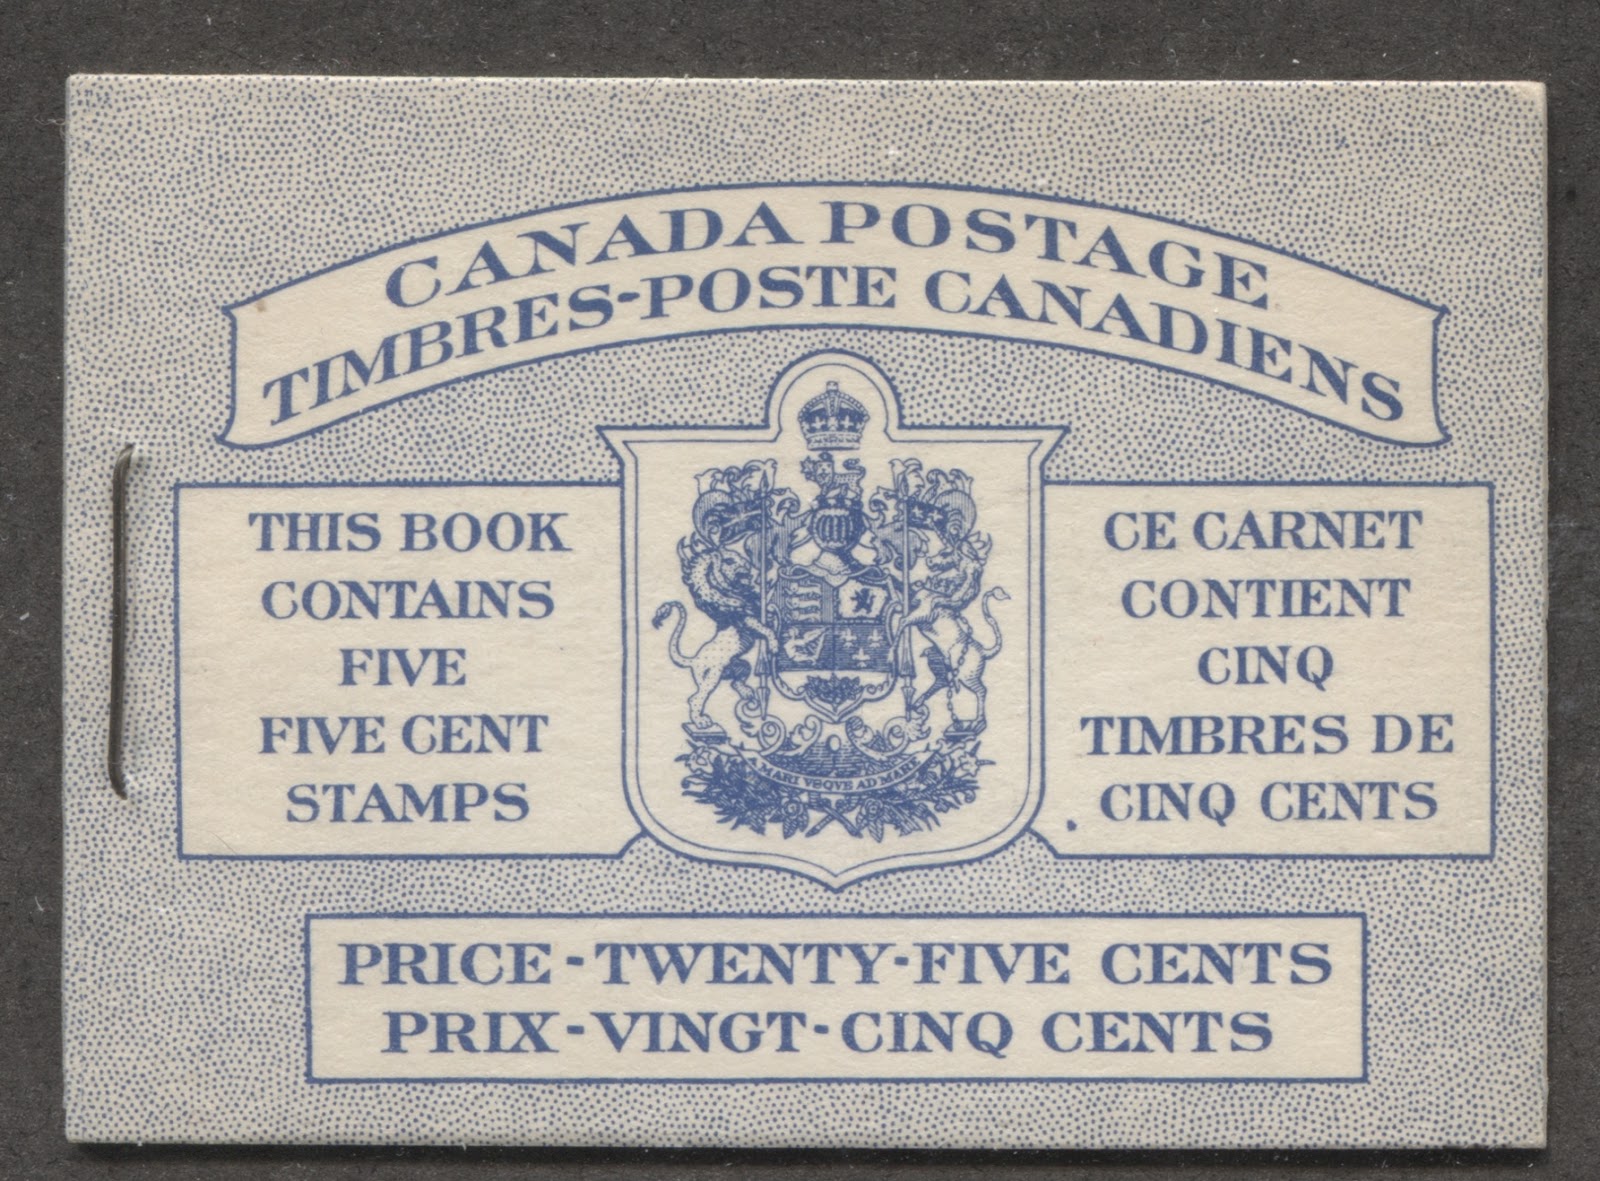 CANADA POSTAGE
TIMBRES-POSTE CANADIENS
THIS BOOK
CONTAINS
FIVE
FIVE CENT
STAMPS
A MARI VSQVE AD MARE
CE CARNET
CONTIENT
CINQ
TIMBRES DE
CINQ CENTS
PRICE-TWENTY-FIVE CENTS
PRIX-VINGT-CINQ CENTS